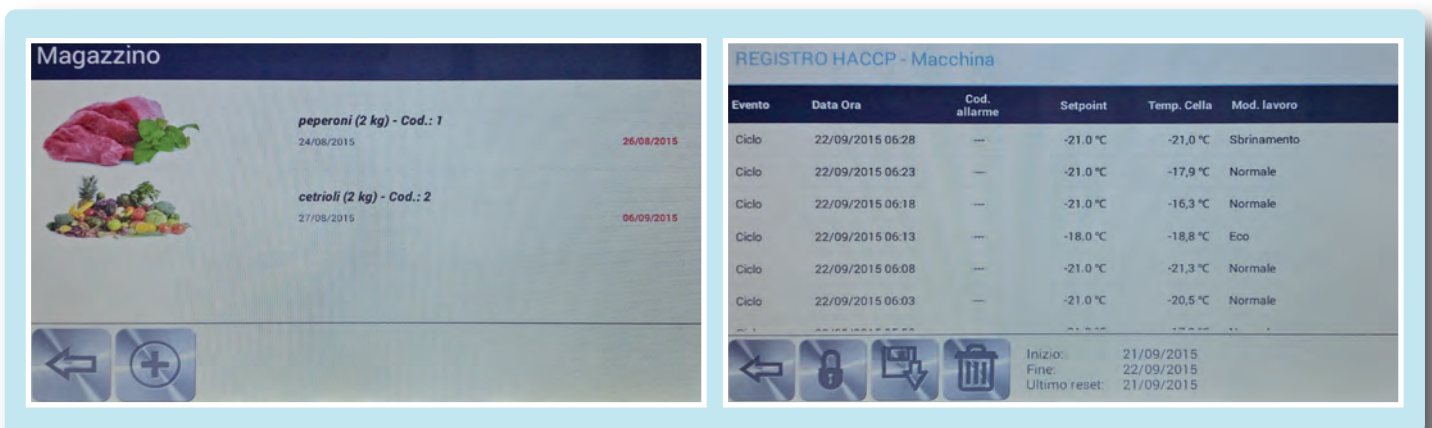 Magazzino
peperoni (2 kg) - Cod.: 1
24/08/2015 26/08/2015
cetrioli (2 kg) - Cod.: 2
27/08/2015 06/09/2015
REGISTRO HACCP - Macchina
Evento Data Ora Cod. allarme Setpoint Temp. Cella Mod. lavoro
Ciclo 22/09/2015 06:28 --- -21.0 °C -21,0 °C Sbrinamento
Ciclo 22/09/2015 06:23 --- -21.0 °C -17,9 °C Normale
Ciclo 22/09/2015 06:18 --- -21.0 °C -16,3 °C Normale
Ciclo 22/09/2015 06:13 --- -18.0 °C -18,8 °C Eco
Ciclo 22/09/2015 06:08 --- -21.0 °C -21,3 °C Normale
Ciclo 22/09/2015 06:03 --- -21.0 °C -20,5 °C Normale
Inizio: 21/09/2015
Fine: 22/09/2015
Ultimo reset: 21/09/2015